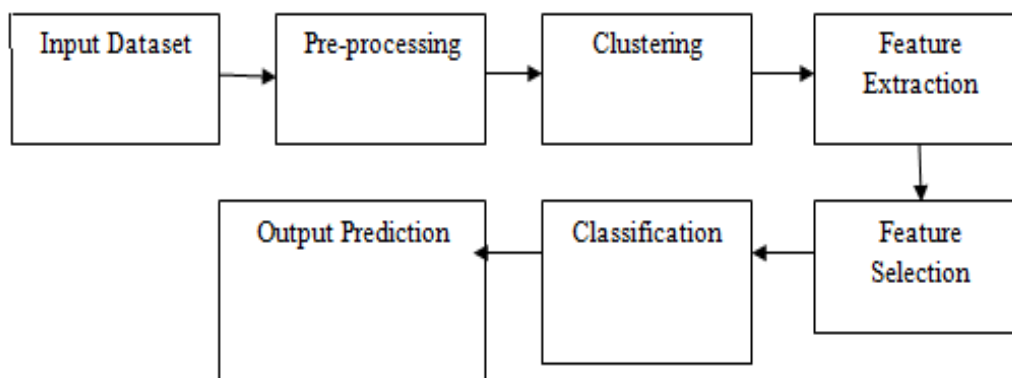 Input Dataset
Pre-processing
Clustering
Feature
Extraction
Feature
Selection
Classification
Output Prediction